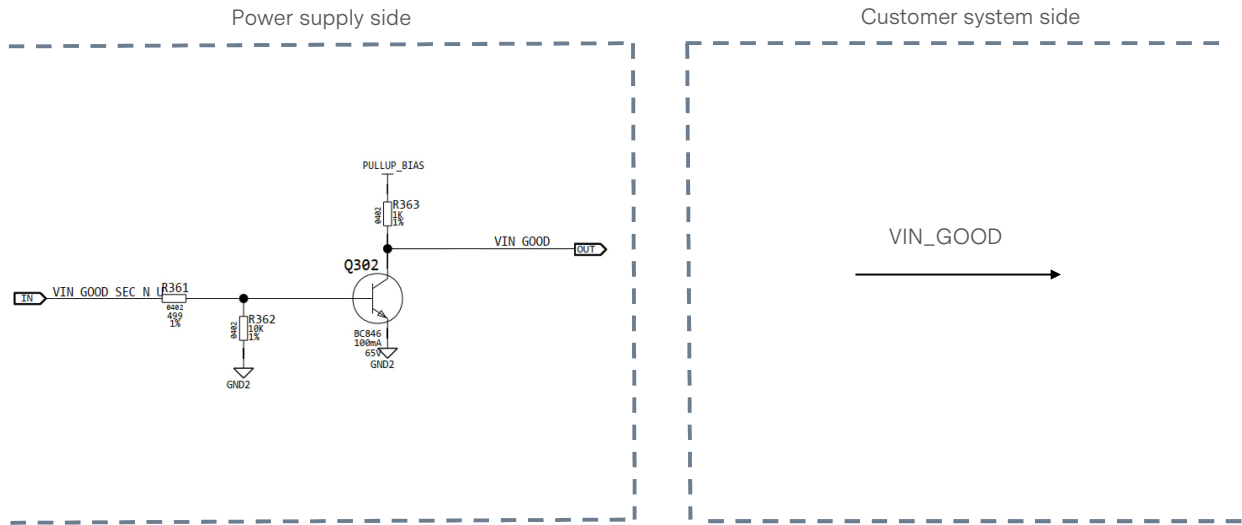 Power supply side
Customer system side
PULLUP_BIAS
0402
R363
1K
1%
VIN GOOD
OUT
Q302
IN
VIN GOOD SEC N U
R361
0402
499
1%
0402
R362
10K
1%
GND2
BC846
100mA
65V
GND2
VIN_GOOD